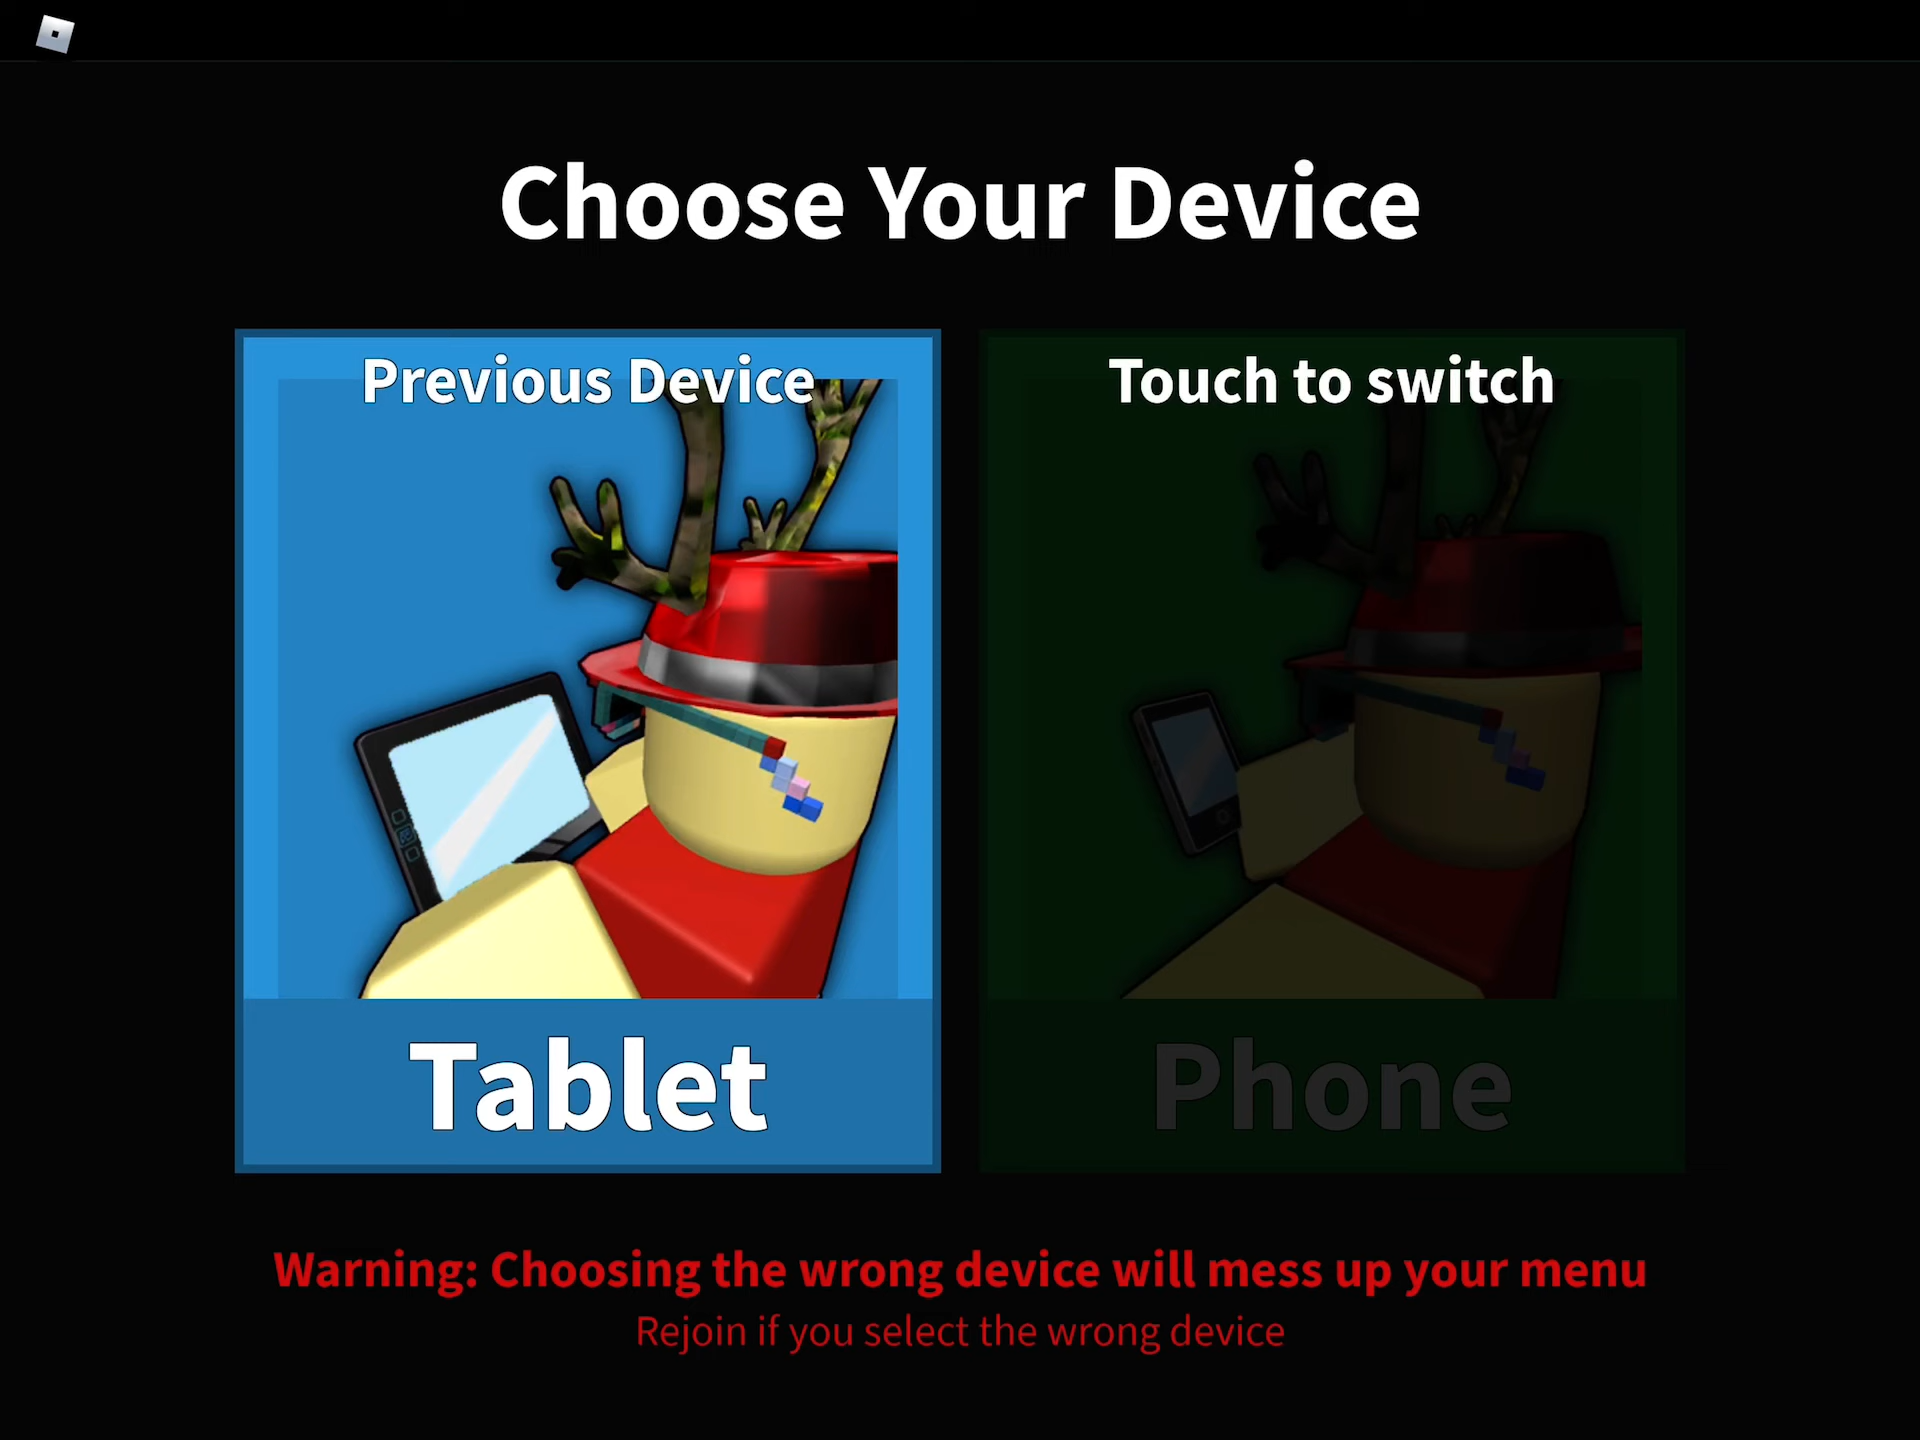 Choose Your Device
Previous Device
Tablet
Touch to switch
Phone
Warning: Choosing the wrong device will mess up your menu
Rejoin if you select the wrong device